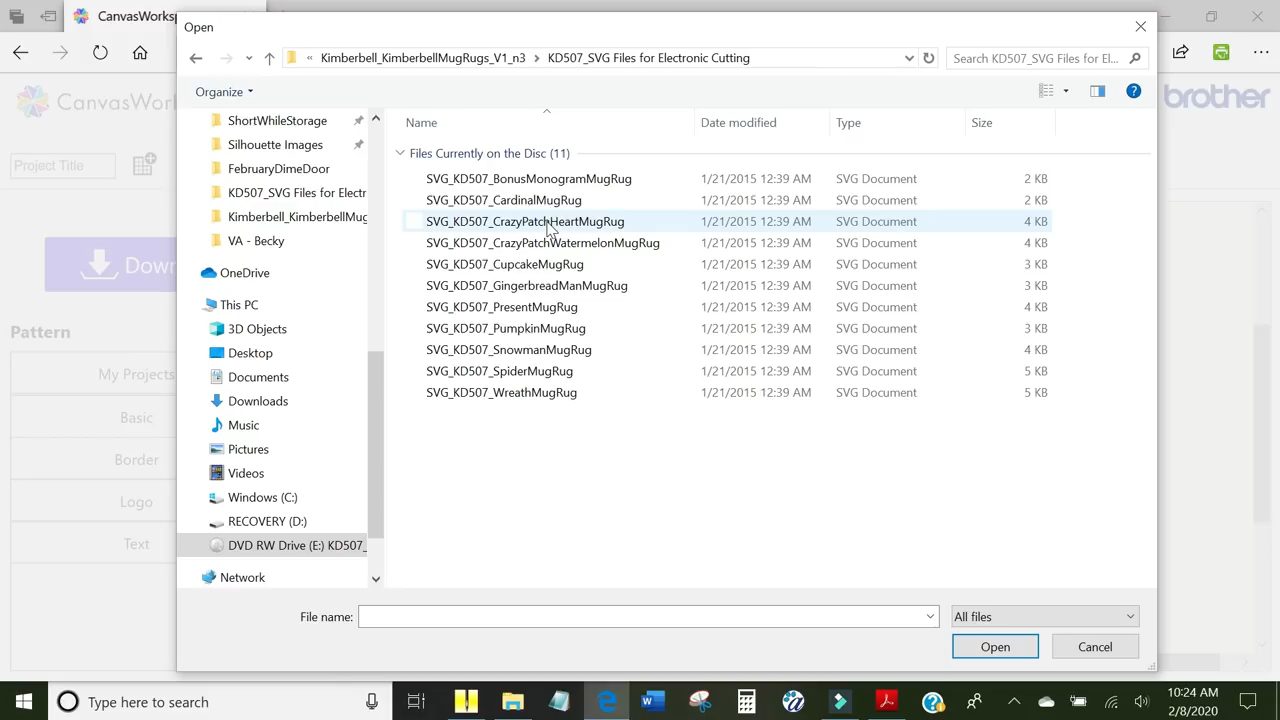 CanvasWorksp
Open
« Kimberbell_KimberbellMugRugs_V1_n3 > KD507_SVG Files for Electronic Cutting
Search KD507_SVG Files for El...
Organize
CanvasWor
brother
Project Title
Down
Pattern
My Projects
Basic
Border
Logo
Text
ShortWhileStorage
Silhouette Images
FebruaryDimeDoor
KD507_SVG Files for Electr
Kimberbell_KimberbellMug
VA - Becky
OneDrive
This PC
3D Objects
Desktop
Documents
Downloads
Music
Pictures
Videos
Windows (C:)
RECOVERY (D:)
DVD RW Drive (E:) KD507_
Network
Name Date modified Type Size
Files Currently on the Disc (11)
SVG_KD507_BonusMonogramMugRug 1/21/2015 12:39 AM SVG Document 2 KB
SVG_KD507_CardinalMugRug 1/21/2015 12:39 AM SVG Document 2 KB
SVG_KD507_CrazyPatchHeartMugRug 1/21/2015 12:39 AM SVG Document 4 KB
SVG_KD507_CrazyPatchWatermelonMugRug 1/21/2015 12:39 AM SVG Document 4 KB
SVG_KD507_CupcakeMugRug 1/21/2015 12:39 AM SVG Document 3 KB
SVG_KD507_GingerbreadManMugRug 1/21/2015 12:39 AM SVG Document 3 KB
SVG_KD507_PresentMugRug 1/21/2015 12:39 AM SVG Document 4 KB
SVG_KD507_PumpkinMugRug 1/21/2015 12:39 AM SVG Document 3 KB
SVG_KD507_SnowmanMugRug 1/21/2015 12:39 AM SVG Document 4 KB
SVG_KD507_SpiderMugRug 1/21/2015 12:39 AM SVG Document 5 KB
SVG_KD507_WreathMugRug 1/21/2015 12:39 AM SVG Document 5 KB
File name:
All files
Open
Cancel
Type here to search
10:24 AM
2/8/2020